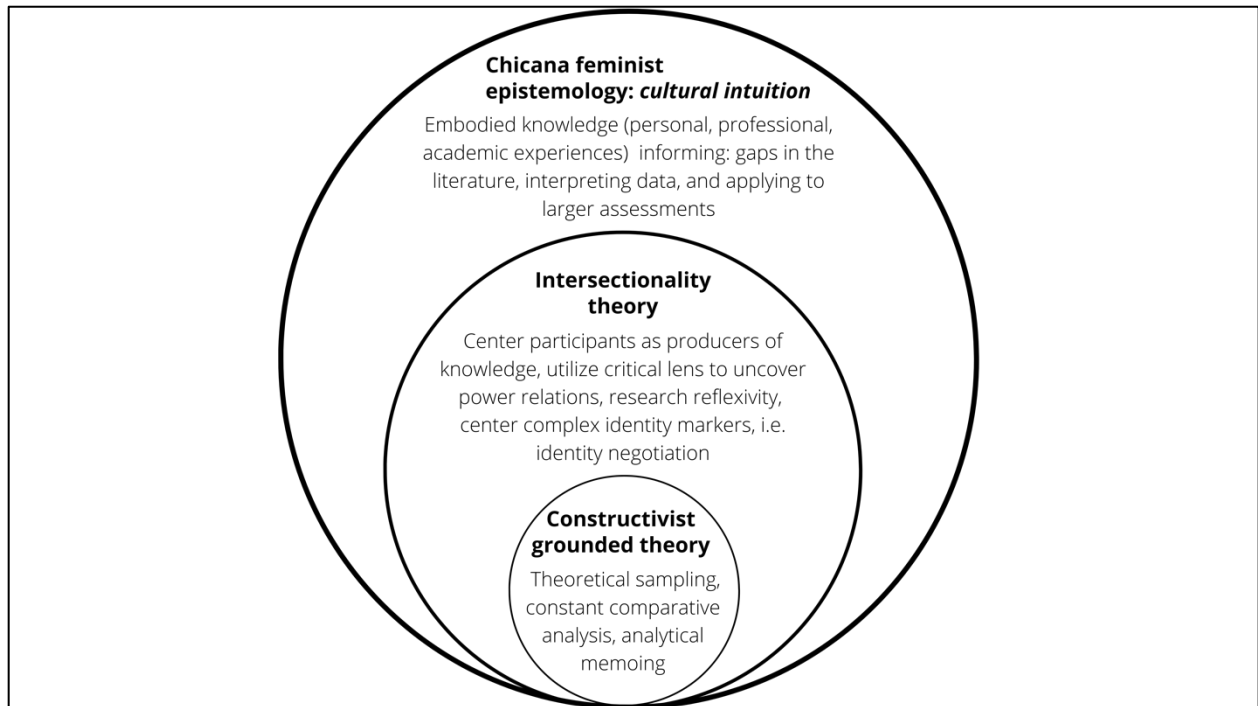 Chicana feminist
epistemology: cultural intuition
Embodied knowledge (personal, professional,
academic experiences)  informing: gaps in the
literature, interpreting data, and applying to
larger assessments
Intersectionality
theory
Center participants as producers of
knowledge, utilize critical lens to uncover
power relations, research reflexivity,
center complex identity markers, i.e.
identity negotiation
Constructivist
grounded theory
Theoretical sampling,
constant comparative
analysis, analytical
memoing